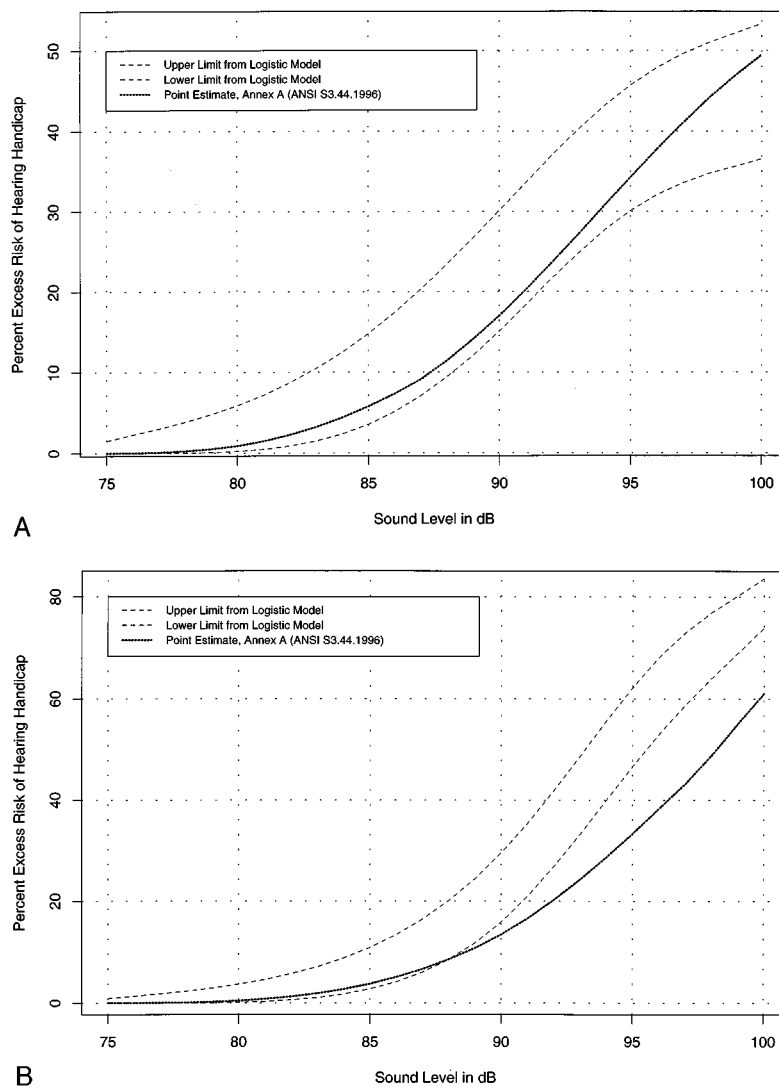 50
40
30
20
10
0
Percent Excess Risk of Hearing Handicap
Upper Limit from Logistic Model
Lower Limit from Logistic Model
Point Estimate, Annex A (ANSI S3.44.1996)
75 80 85 90 95 100
Sound Level in dB
A
80
60
40
20
0
Percent Excess Risk of Hearing Handicap
Upper Limit from Logistic Model
Lower Limit from Logistic Model
Point Estimate, Annex A (ANSI S3.44.1996)
75 80 85 90 95 100
Sound Level in dB
B